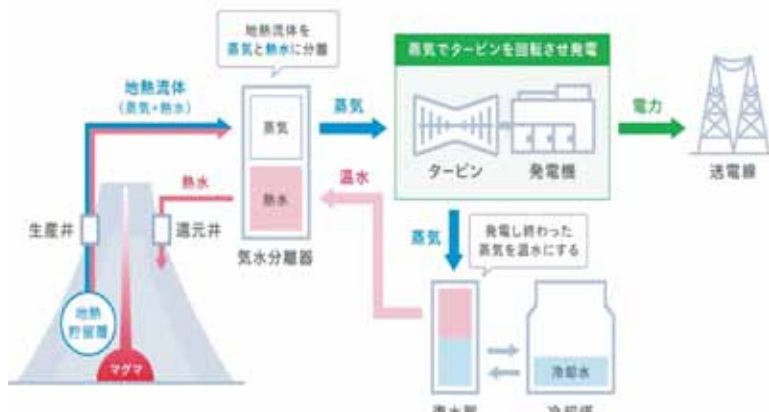 地熱流体を
蒸気と熱水に分離
蒸気でタービンを回転させ発電
地熱流体
(蒸気+熱水)
蒸気
蒸気
電力
タービン
発電機
送電線
熱水
熱水
温水
生産井
還元井
気水分離器
蒸気
発電し終わった
蒸気を温水にする
地熱
貯留層
マグマ
冷却水